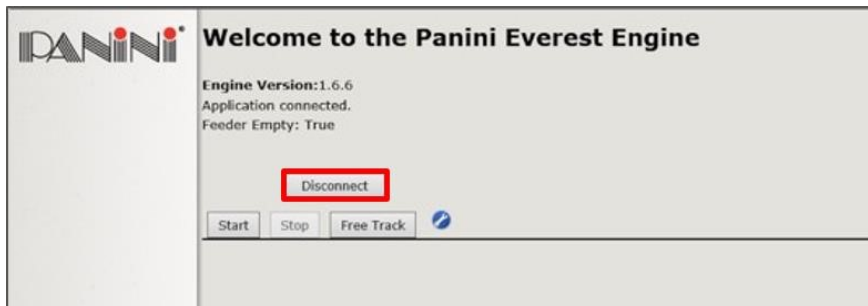 PANINI
Welcome to the Panini Everest Engine
Engine Version:1.6.6
Application connected.
Feeder Empty: True
Disconnect
Start Stop Free Track